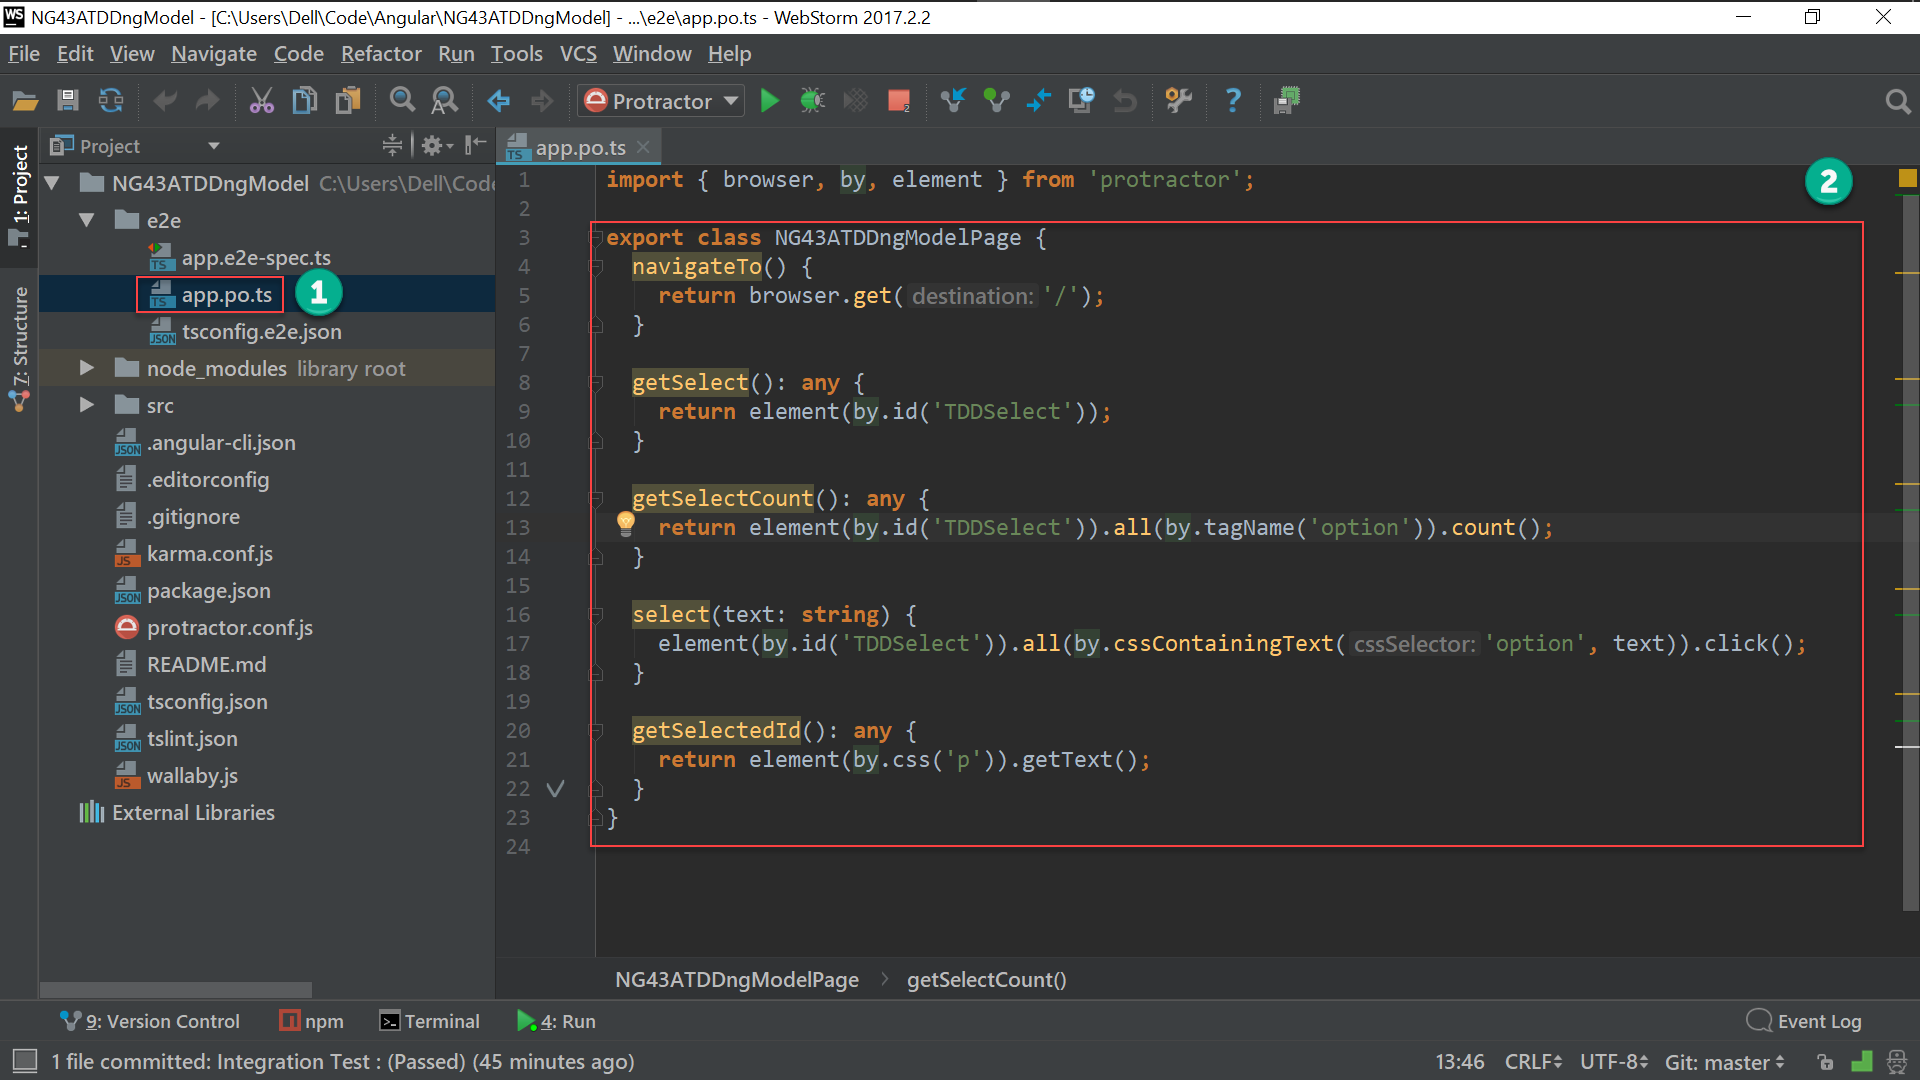 WS NG43ATDDngModel - [C:\Users\Dell\Code\Angular\NG43ATDDngModel] - ...\e2e\app.po.ts - WebStorm 2017.2.2
File Edit View Navigate Code Refactor Run Tools VCS Window Help
Protractor
Project
app.po.ts
1: Project
7: Structure
NG43ATDDngModel C:\Users\Dell\Code
e2e
app.e2e-spec.ts
app.po.ts
1
tsconfig.e2e.json
node_modules library root
src
.angular-cli.json
.editorconfig
.gitignore
karma.conf.js
package.json
protractor.conf.js
README.md
tsconfig.json
tslint.json
wallaby.js
External Libraries
2
1 import { browser, by, element } from 'protractor';
2
3 export class NG43ATDDngModelPage {
4 navigateTo() {
5 return browser.get( destination: '/');
6 }
7
8 getSelect(): any {
9 return element(by.id('TDDSelect'));
10 }
11
12 getSelectCount(): any {
13 return element(by.id('TDDSelect')).all(by.tagName('option')).count();
14 }
15
16 select(text: string) {
17 element(by.id('TDDSelect')).all(by.cssContainingText( cssSelector: 'option', text)).click();
18 }
19
20 getSelectedId(): any {
21 return element(by.css('p')).getText();
22 }
23 }
24
NG43ATDDngModelPage getSelectCount()
9: Version Control npm Terminal 4: Run Event Log
1 file committed: Integration Test : (Passed) (45 minutes ago) 13:46 CRLF UTF-8 Git: master